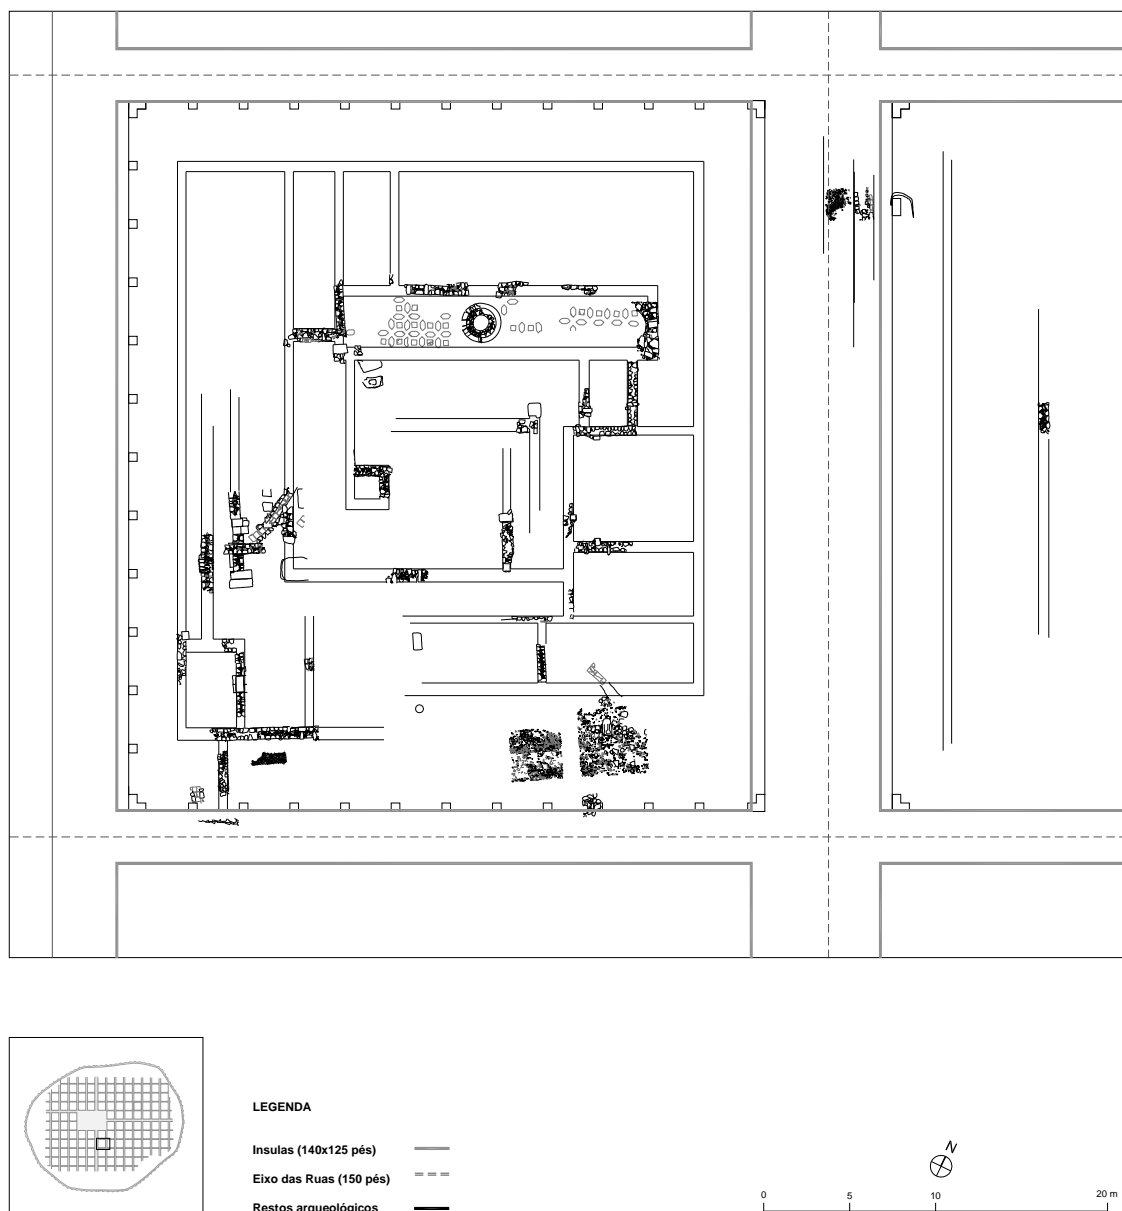 LEGENDA
Insulas (140x125 pés)
Eixo das Ruas (150 pés)
Restos arqueológicos
N
0 5 10 20 m